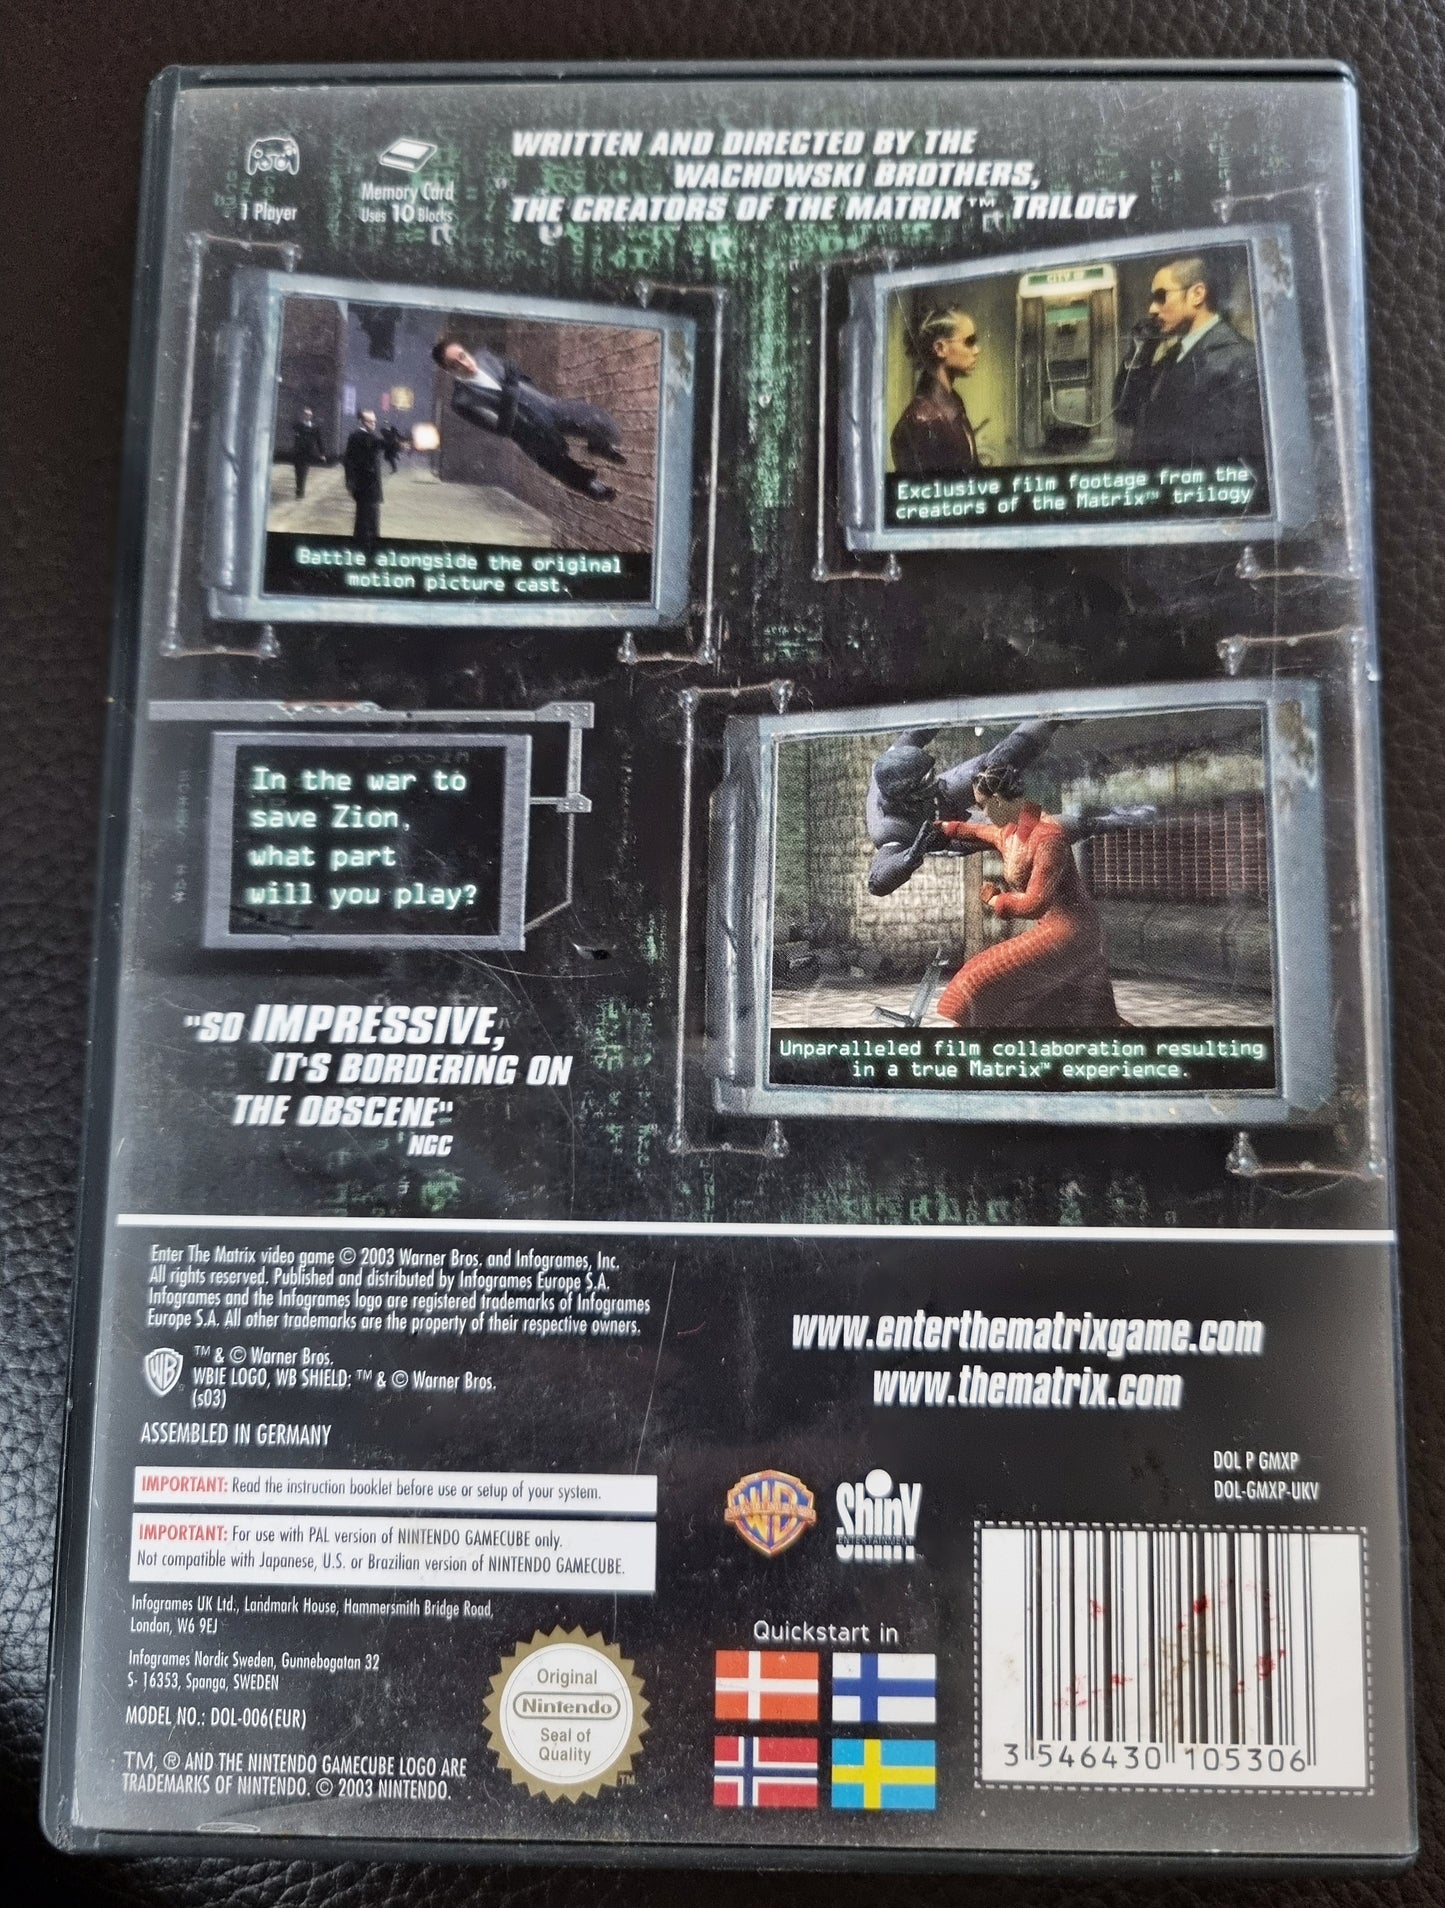 WRITTEN AND DIRECTED BY THE
WACHOWSKI BROTHERS,
THE CREATORS OF THE MATRIX™ TRILOGY
1 Player
Memory Card
Uses 10 Blocks
Battle alongside the original
motion picture cast.
Exclusive film footage from the
creators of the Matrix™ trilogy
In the war to
save Zion,
what part
will you play?
Unparalleled film collaboration resulting
in a true Matrix™ experience.
"SO IMPRESSIVE,
IT'S BORDERING ON
THE OBSCENE"
NGC
Enter The Matrix video game © 2003 Warner Bros. and Infogrames, Inc.
All rights reserved. Published and distributed by Infogrames Europe S.A.
Infogrames and the Infogrames logo are registered trademarks of Infogrames
Europe S.A. All other trademarks are the property of their respective owners.
WB
™ & © Warner Bros.
WBIE LOGO, WB SHIELD: ™ & © Warner Bros.
(s03)
ASSEMBLED IN GERMANY
www.enterthematrixgame.com
www.thematrix.com
DOL P GMXP
DOL-GMXP-UKV
IMPORTANT: Read the instruction booklet before use or setup of your system.
IMPORTANT: For use with PAL version of NINTENDO GAMECUBE only.
Not compatible with Japanese, U.S. or Brazilian version of NINTENDO GAMECUBE.
WB
Shiny
ENTERTAINMENT
Infogrames UK Ltd., Landmark House, Hammersmith Bridge Road,
London, W6 9EJ
Infogrames Nordic Sweden, Gunnebogatan 32
S- 16353, Spanga, SWEDEN
MODEL NO.: DOL-006(EUR)
TM, ® AND THE NINTENDO GAMECUBE LOGO ARE
TRADEMARKS OF NINTENDO. © 2003 NINTENDO.
Original
Nintendo
Seal of
Quality
TM
Quickstart in
3 546430 105306